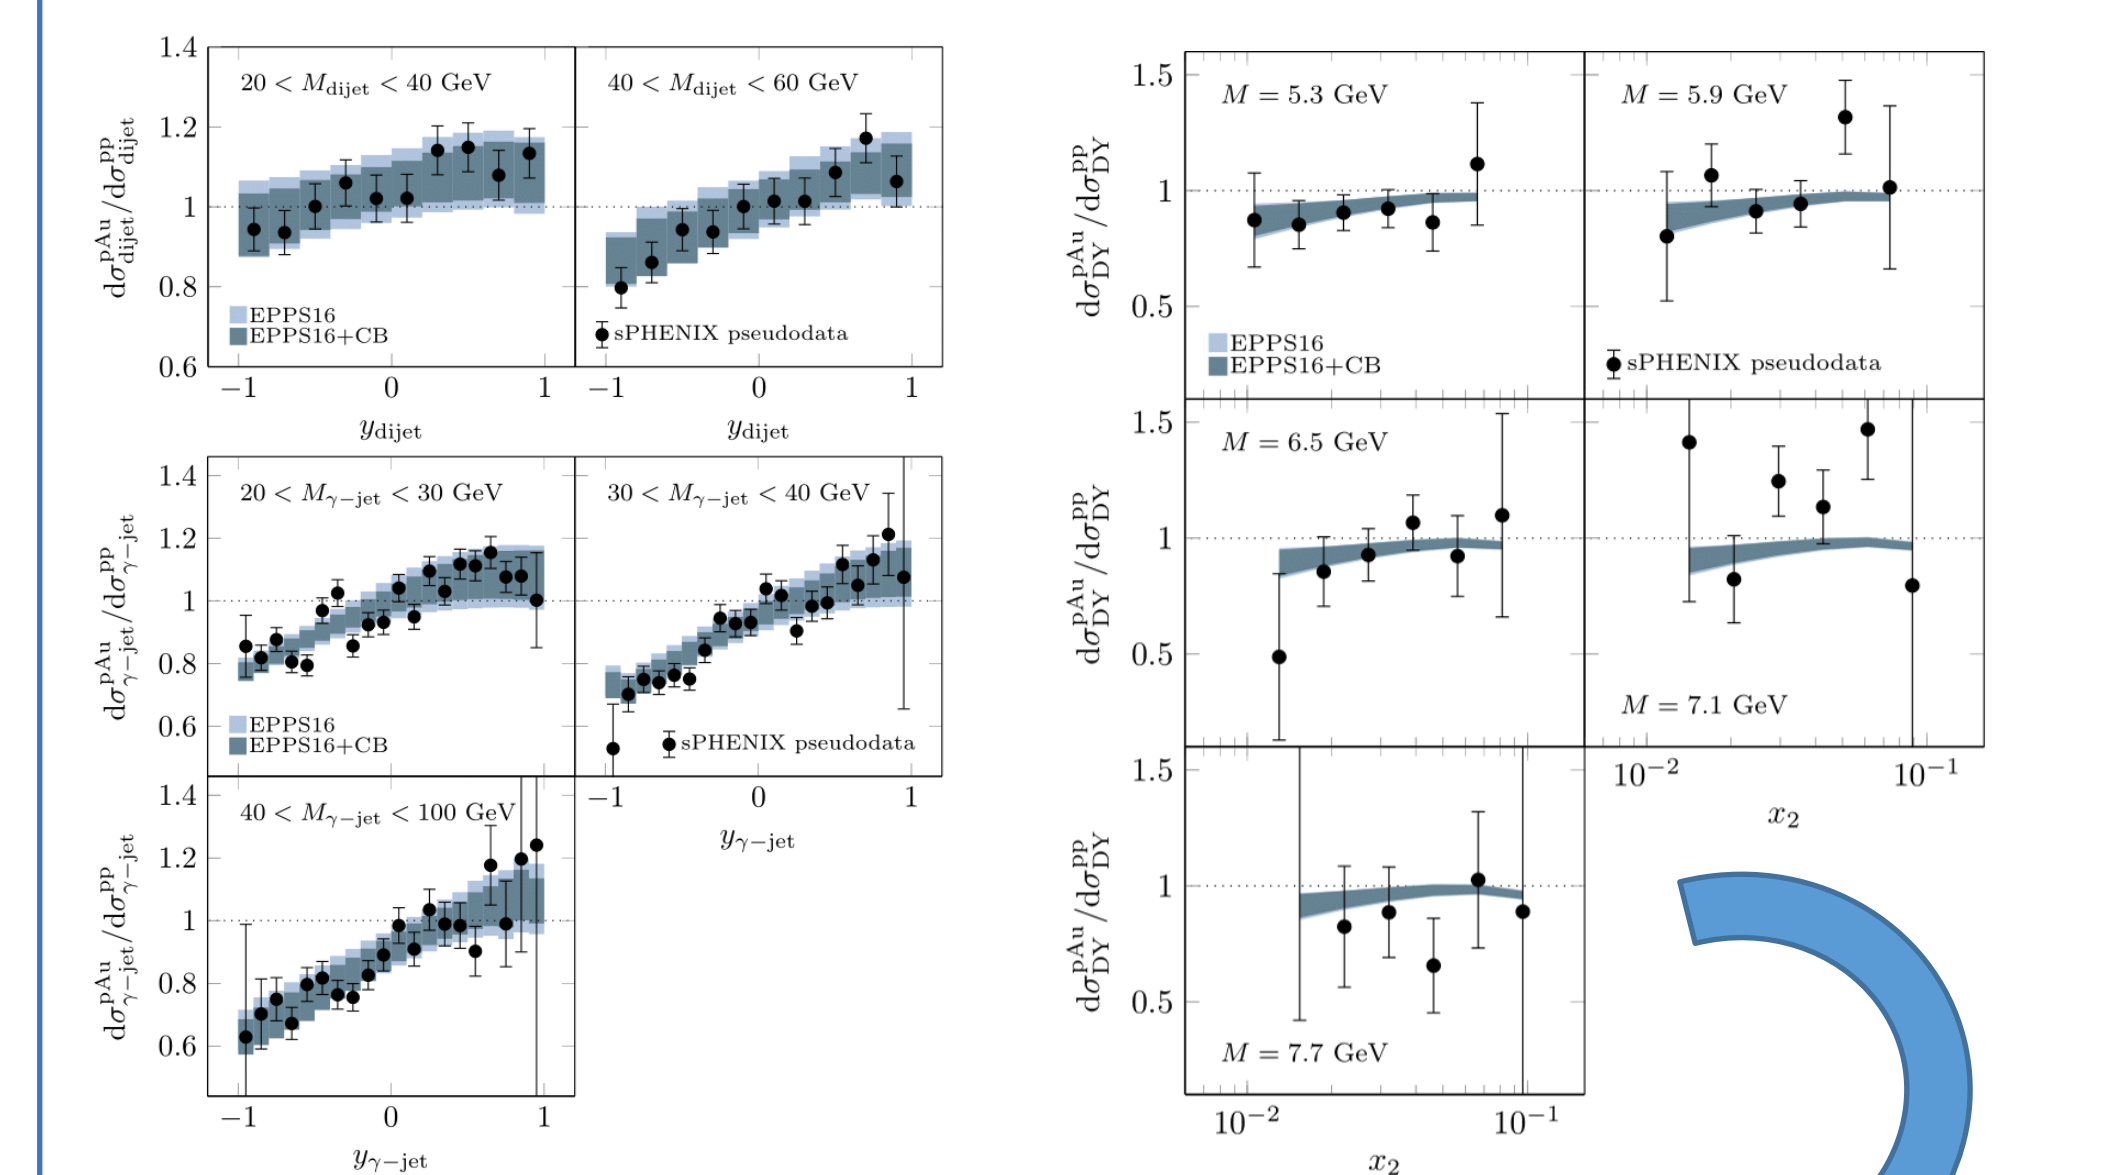 1.4
1.2
1
0.8
0.6
dσ^pAu_dijet/dσ^pp_dijet
20 < M_dijet < 40 GeV
40 < M_dijet < 60 GeV
EPPS16
EPPS16+CB
sPHENIX pseudodata
−1 0 1
−1 0 1
y_dijet
y_dijet
1.4
1.2
1
0.8
0.6
dσ^pAu_γ−jet/dσ^pp_γ−jet
20 < M_γ−jet < 30 GeV
30 < M_γ−jet < 40 GeV
EPPS16
EPPS16+CB
sPHENIX pseudodata
−1 0 1
y_γ−jet
1.4
1.2
1
0.8
0.6
dσ^pAu_γ−jet/dσ^pp_γ−jet
40 < M_γ−jet < 100 GeV
−1 0 1
y_γ−jet
1.5
1
0.5
dσ^pAu_DY/dσ^pp_DY
M = 5.3 GeV
M = 5.9 GeV
EPPS16
EPPS16+CB
sPHENIX pseudodata
1.5
1
0.5
dσ^pAu_DY/dσ^pp_DY
M = 6.5 GeV
M = 7.1 GeV
10^−2 10^−1
x_2
1.5
1
0.5
dσ^pAu_DY/dσ^pp_DY
M = 7.7 GeV
10^−2 10^−1
x_2